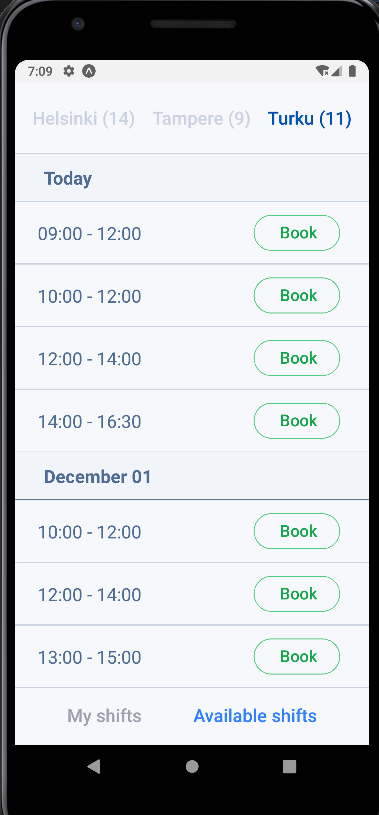 7:09
Helsinki (14) Tampere (9) Turku (11)
Today
09:00 - 12:00 Book
10:00 - 12:00 Book
12:00 - 14:00 Book
14:00 - 16:30 Book
December 01
10:00 - 12:00 Book
12:00 - 14:00 Book
13:00 - 15:00 Book
My shifts Available shifts